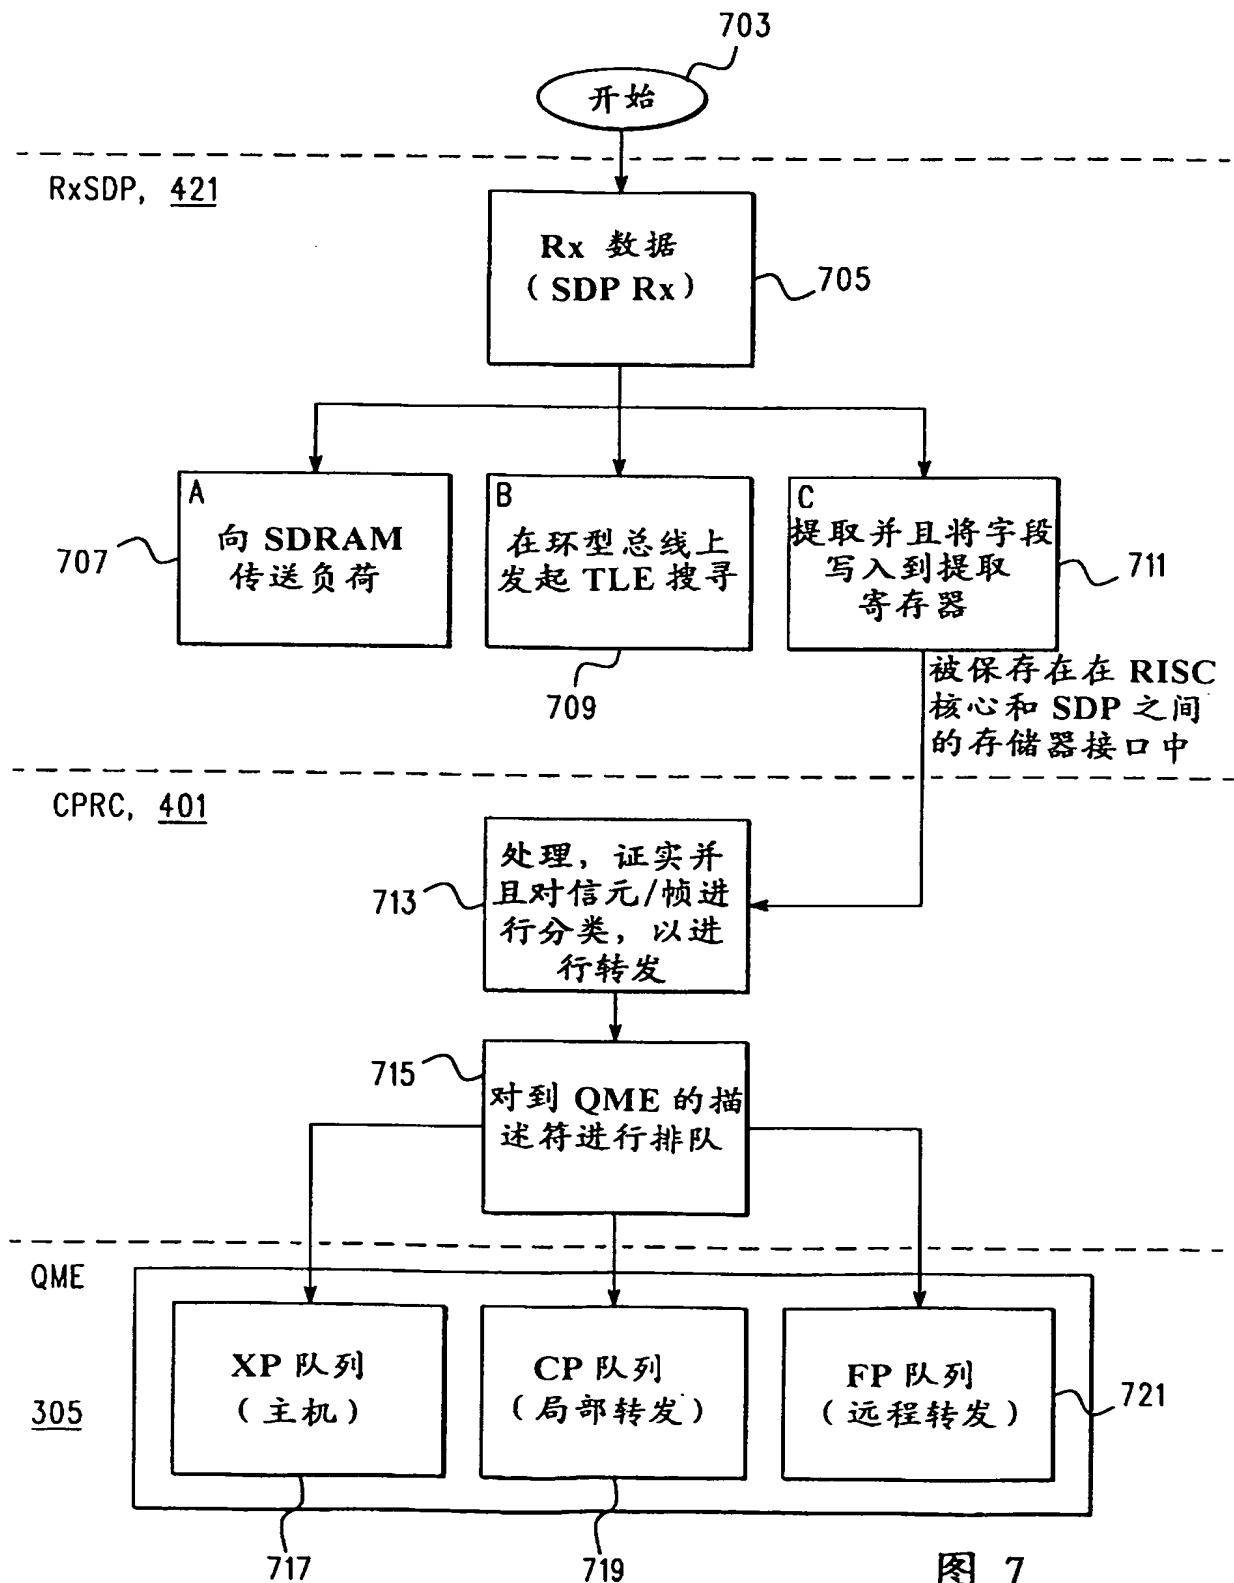 703
开始
RxSDP, 421
Rx 数据
（SDP Rx）
705
A
向 SDRAM
传送负荷
707
B
在环型总线上
发起 TLE 搜寻
709
C
提取并且将字段
写入到提取
寄存器
711
被保存在在 RISC
核心和 SDP 之间
的存储器接口中
CPRC, 401
处理，证实并
且对信元/帧进
行分类，以进
行转发
713
715
对到 QME 的描
述符进行排队
QME
305
XP 队列
（主机）
CP 队列
（局部转发）
FP 队列
（远程转发）
721
717
719
图 7